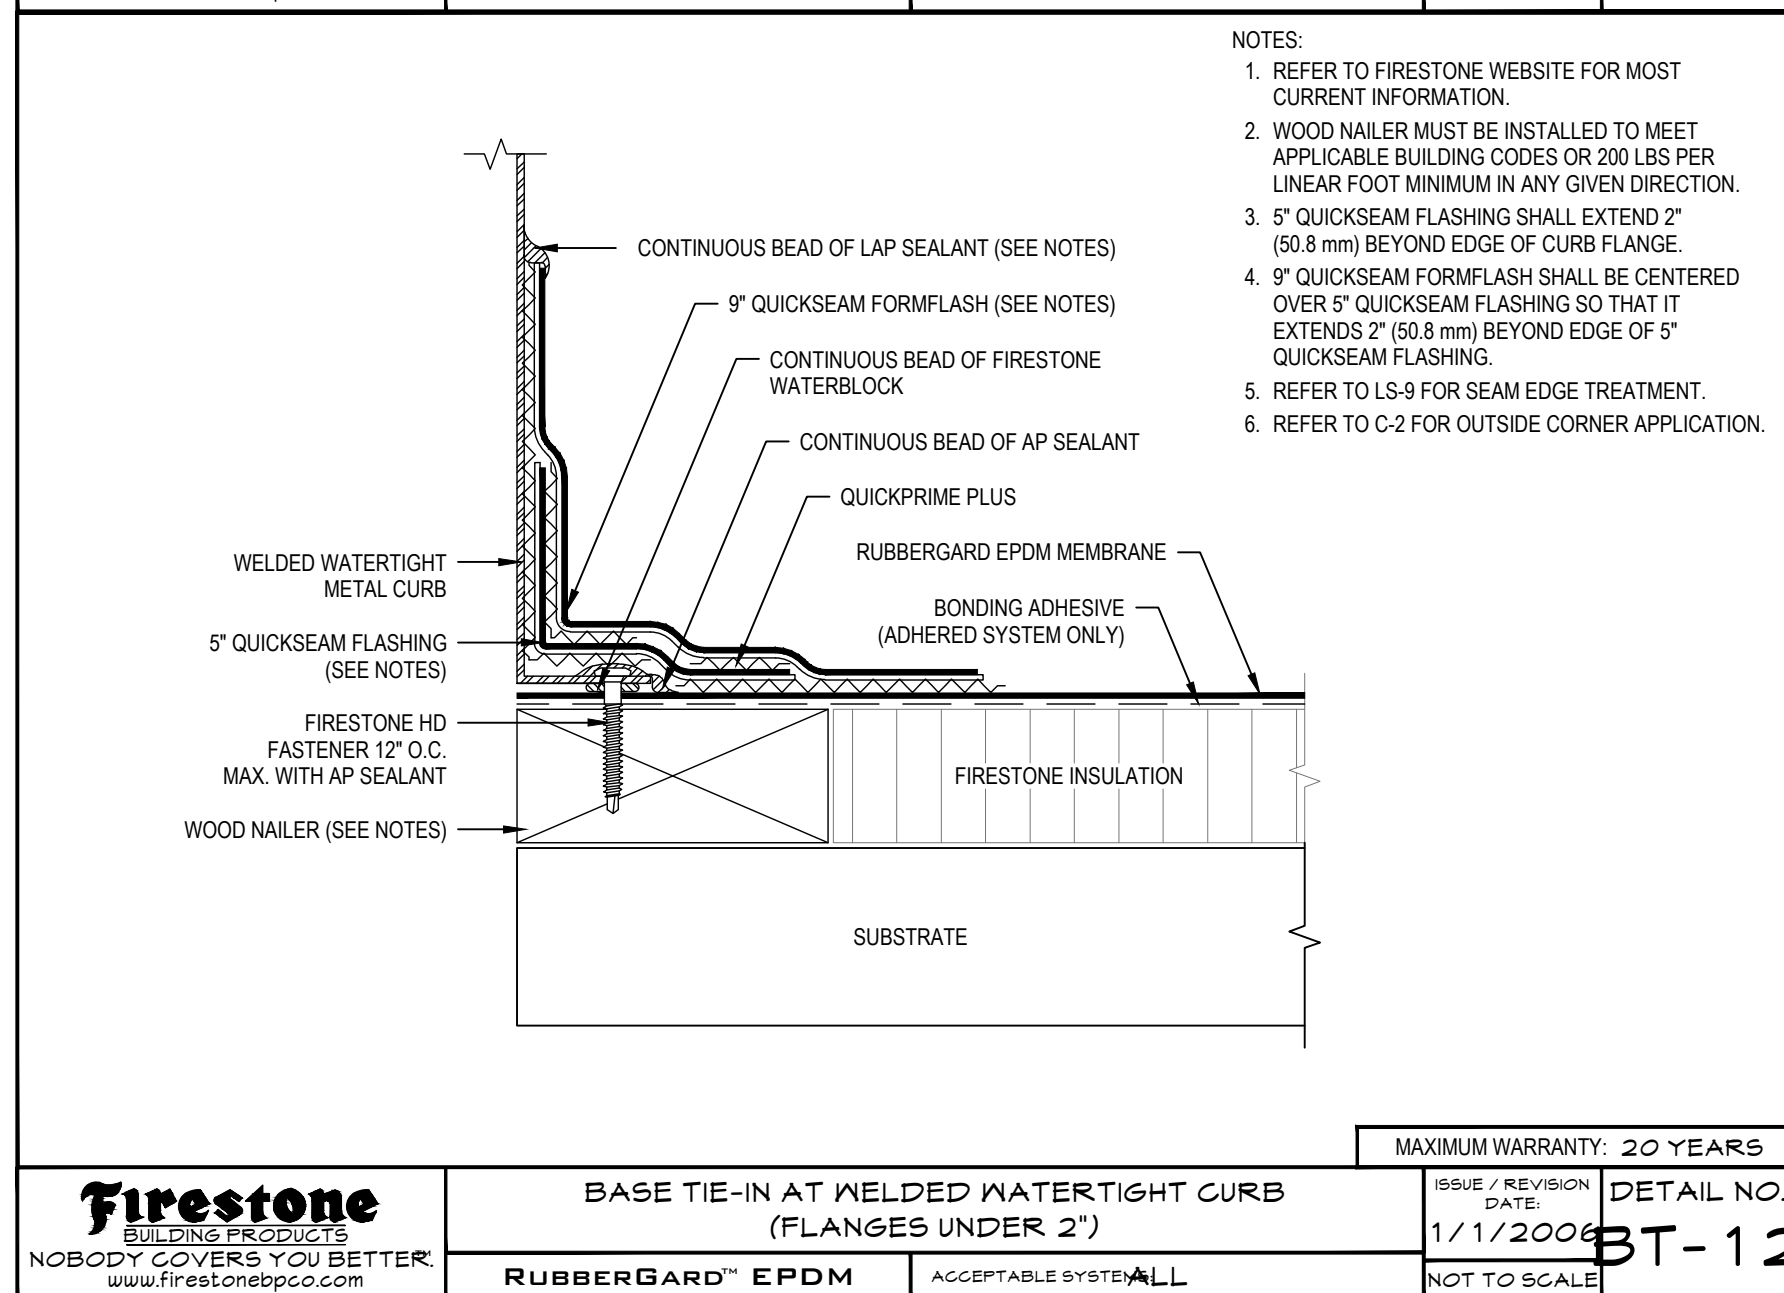 NOTES:
1. REFER TO FIRESTONE WEBSITE FOR MOST
CURRENT INFORMATION.
2. WOOD NAILER MUST BE INSTALLED TO MEET
APPLICABLE BUILDING CODES OR 200 LBS PER
LINEAR FOOT MINIMUM IN ANY GIVEN DIRECTION.
3. 5" QUICKSEAM FLASHING SHALL EXTEND 2"
(50.8 mm) BEYOND EDGE OF CURB FLANGE.
4. 9" QUICKSEAM FORMFLASH SHALL BE CENTERED
OVER 5" QUICKSEAM FLASHING SO THAT IT
EXTENDS 2" (50.8 mm) BEYOND EDGE OF 5"
QUICKSEAM FLASHING.
5. REFER TO LS-9 FOR SEAM EDGE TREATMENT.
6. REFER TO C-2 FOR OUTSIDE CORNER APPLICATION.
CONTINUOUS BEAD OF LAP SEALANT (SEE NOTES)
9" QUICKSEAM FORMFLASH (SEE NOTES)
CONTINUOUS BEAD OF FIRESTONE
WATERBLOCK
CONTINUOUS BEAD OF AP SEALANT
QUICKPRIME PLUS
RUBBERGARD EPDM MEMBRANE
BONDING ADHESIVE
(ADHERED SYSTEM ONLY)
WELDED WATERTIGHT
METAL CURB
5" QUICKSEAM FLASHING
(SEE NOTES)
FIRESTONE HD
FASTENER 12" O.C.
MAX. WITH AP SEALANT
WOOD NAILER (SEE NOTES)
FIRESTONE INSULATION
SUBSTRATE
MAXIMUM WARRANTY: 20 YEARS
Firestone
BUILDING PRODUCTS
NOBODY COVERS YOU BETTER.™
www.firestonebpco.com
BASE TIE-IN AT WELDED WATERTIGHT CURB
(FLANGES UNDER 2")
RUBBERGARD™ EPDM
ACCEPTABLE SYSTEMS: ALL
ISSUE / REVISION
DATE:
1/1/2006
NOT TO SCALE
DETAIL NO.
BT-12